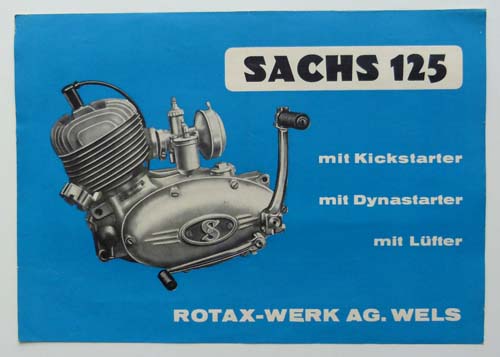 SACHS 125
mit Kickstarter
mit Dynastarter
mit Lüfter
S
ROTAX-WERK AG. WELS